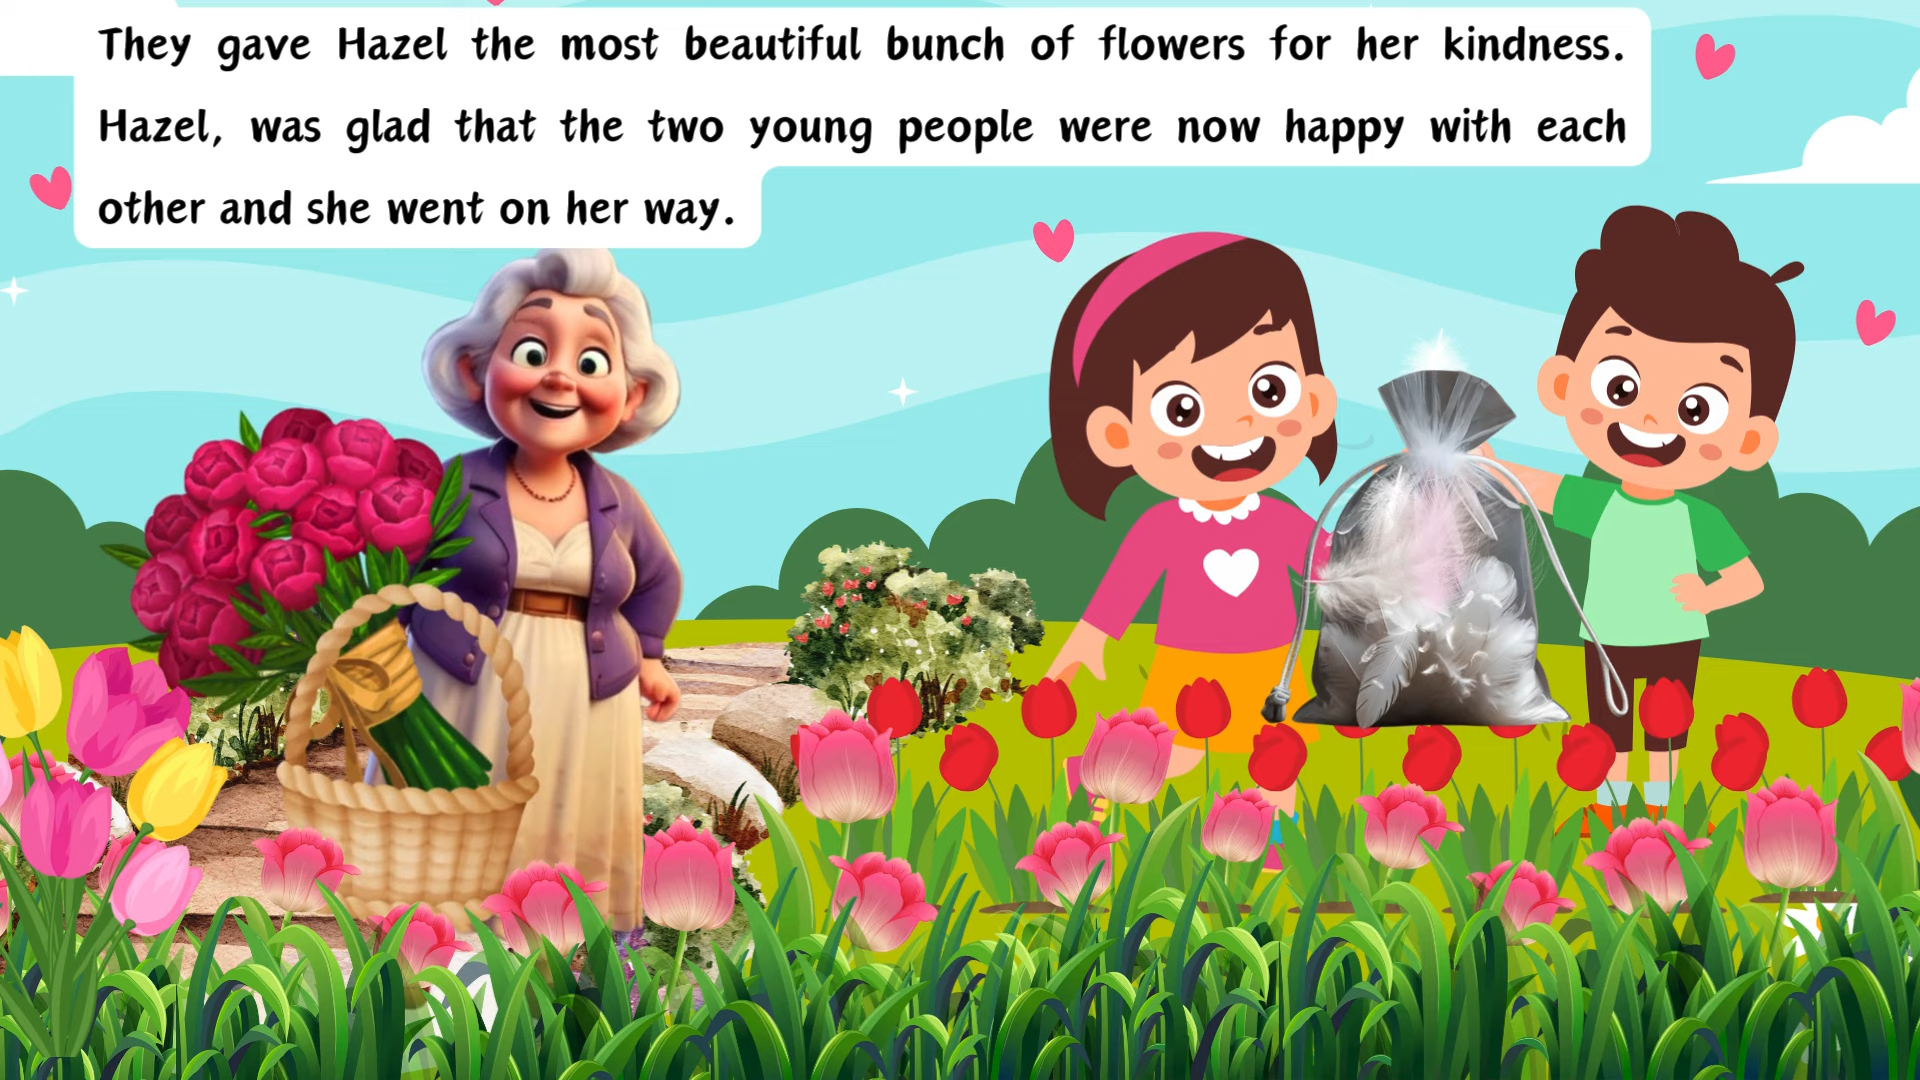 They gave Hazel the most beautiful bunch of flowers for her kindness.
Hazel, was glad that the two young people were now happy with each
other and she went on her way.